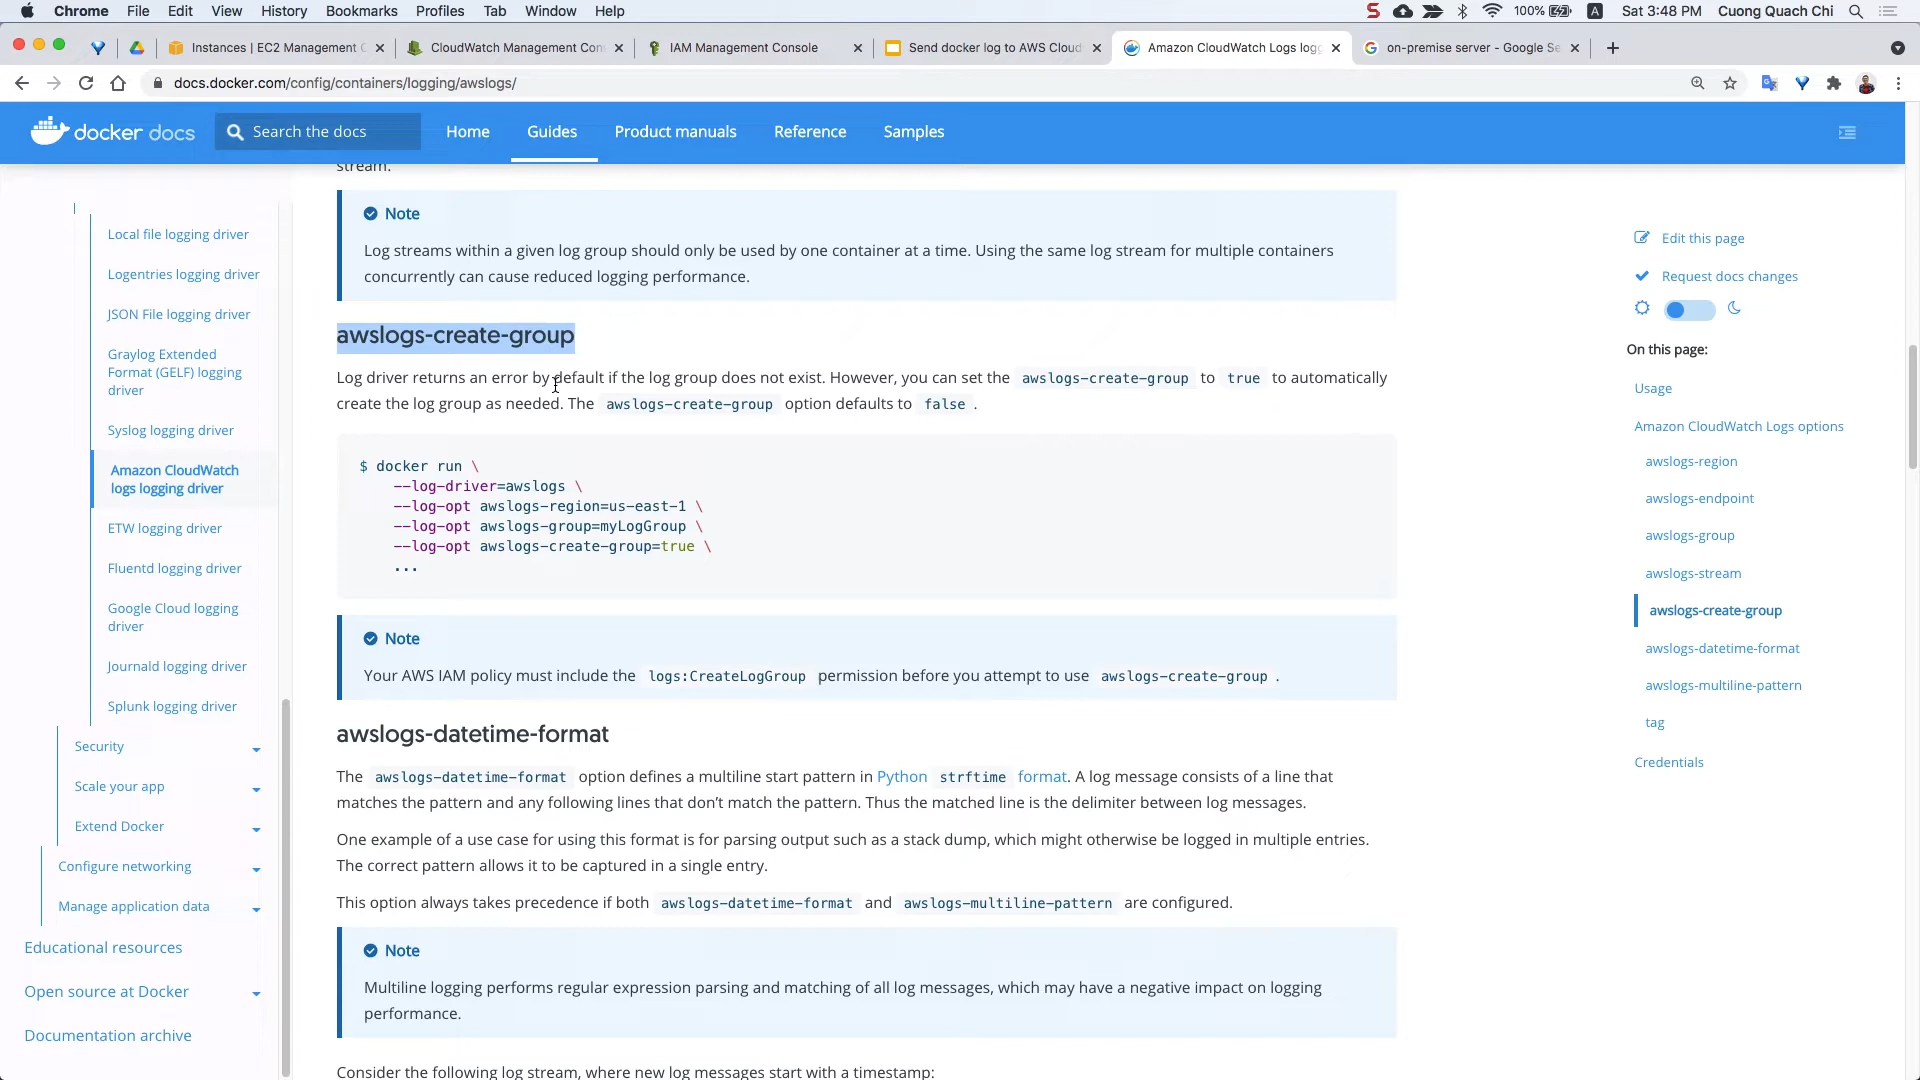 Chrome File Edit View History Bookmarks Profiles Tab Window Help
100% A Sat 3:48 PM Cuong Quach Chi
Instances | EC2 Management C
CloudWatch Management Con
IAM Management Console
Send docker log to AWS Cloud
Amazon CloudWatch Logs log
on-premise server - Google Se
docs.docker.com/config/containers/logging/awslogs/
docker docs
Search the docs
Home Guides Product manuals Reference Samples
Local file logging driver
Logentries logging driver
JSON File logging driver
Graylog Extended
Format (GELF) logging
driver
Syslog logging driver
Amazon CloudWatch
logs logging driver
ETW logging driver
Fluentd logging driver
Google Cloud logging
driver
Journald logging driver
Splunk logging driver
Security
Scale your app
Extend Docker
Configure networking
Manage application data
Educational resources
Open source at Docker
Documentation archive
stream.
Note
Log streams within a given log group should only be used by one container at a time. Using the same log stream for multiple containers
concurrently can cause reduced logging performance.
awslogs-create-group
Log driver returns an error by default if the log group does not exist. However, you can set the awslogs-create-group to true to automatically
create the log group as needed. The awslogs-create-group option defaults to false .
$ docker run \
--log-driver=awslogs \
--log-opt awslogs-region=us-east-1 \
--log-opt awslogs-group=myLogGroup \
--log-opt awslogs-create-group=true \
...
Note
Your AWS IAM policy must include the logs:CreateLogGroup permission before you attempt to use awslogs-create-group .
awslogs-datetime-format
The awslogs-datetime-format option defines a multiline start pattern in Python strftime format. A log message consists of a line that
matches the pattern and any following lines that don’t match the pattern. Thus the matched line is the delimiter between log messages.
One example of a use case for using this format is for parsing output such as a stack dump, which might otherwise be logged in multiple entries.
The correct pattern allows it to be captured in a single entry.
This option always takes precedence if both awslogs-datetime-format and awslogs-multiline-pattern are configured.
Note
Multiline logging performs regular expression parsing and matching of all log messages, which may have a negative impact on logging
performance.
Consider the following log stream, where new log messages start with a timestamp:
Edit this page
Request docs changes
On this page:
Usage
Amazon CloudWatch Logs options
awslogs-region
awslogs-endpoint
awslogs-group
awslogs-stream
awslogs-create-group
awslogs-datetime-format
awslogs-multiline-pattern
tag
Credentials